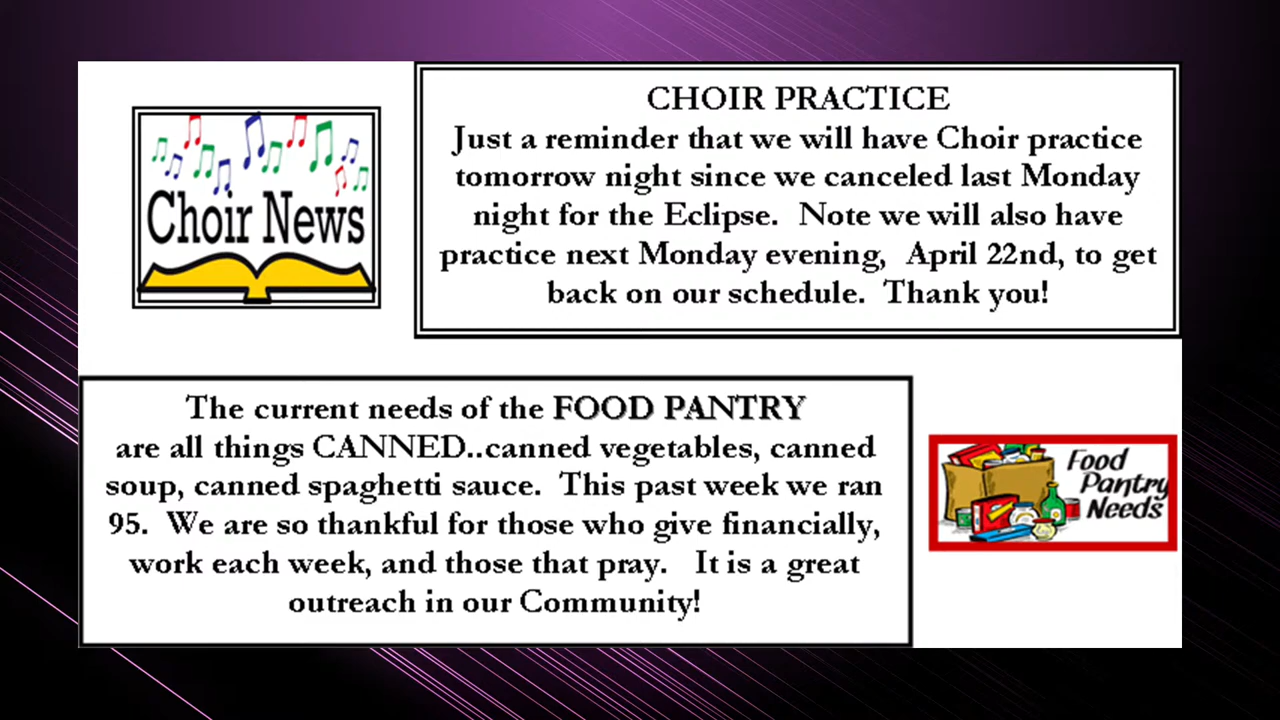 Choir News
CHOIR PRACTICE
Just a reminder that we will have Choir practice
tomorrow night since we canceled last Monday
night for the Eclipse. Note we will also have
practice next Monday evening, April 22nd, to get
back on our schedule. Thank you!
The current needs of the FOOD PANTRY
are all things CANNED..canned vegetables, canned
soup, canned spaghetti sauce. This past week we ran
95. We are so thankful for those who give financially,
work each week, and those that pray. It is a great
outreach in our Community!
Food
Pantry
Needs